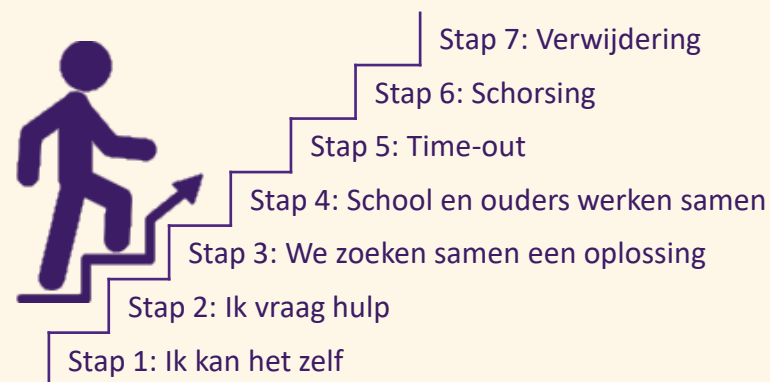 Stap 7: Verwijdering
Stap 6: Schorsing
Stap 5: Time-out
Stap 4: School en ouders werken samen
Stap 3: We zoeken samen een oplossing
Stap 2: Ik vraag hulp
Stap 1: Ik kan het zelf